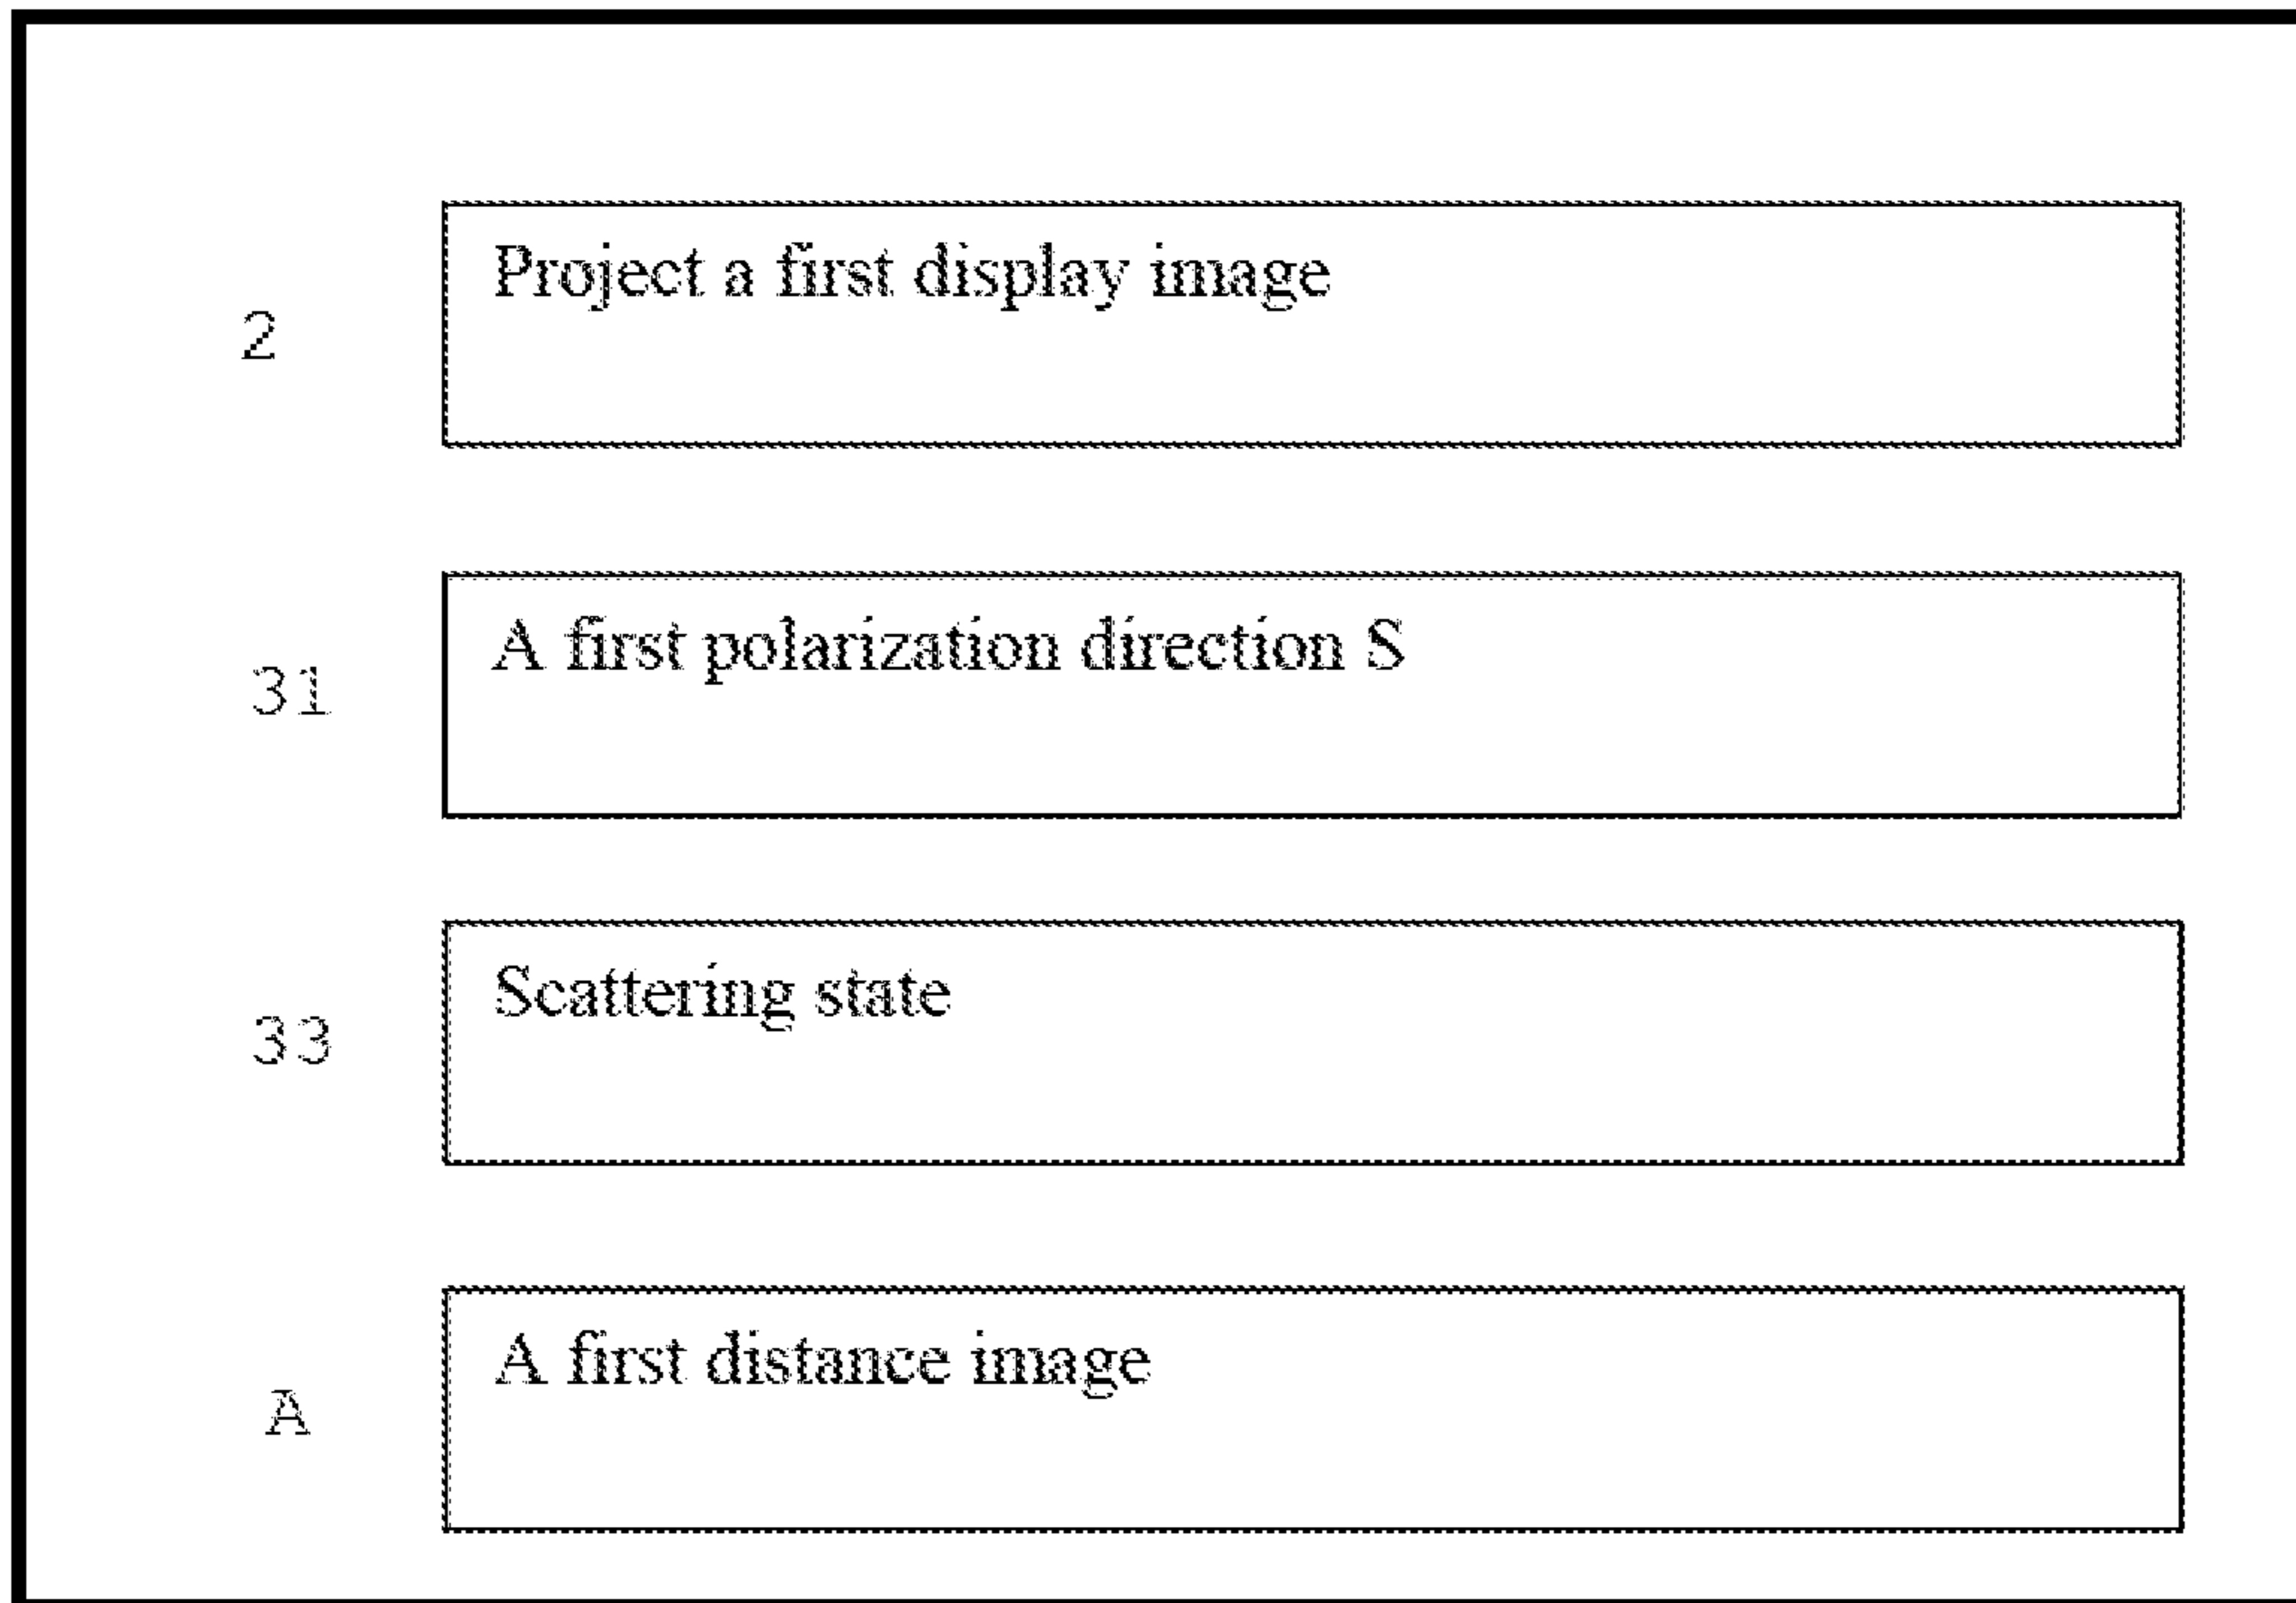 Project a first display image
2
A first polarization direction S
31
Scattering state
33
A first distance image
A